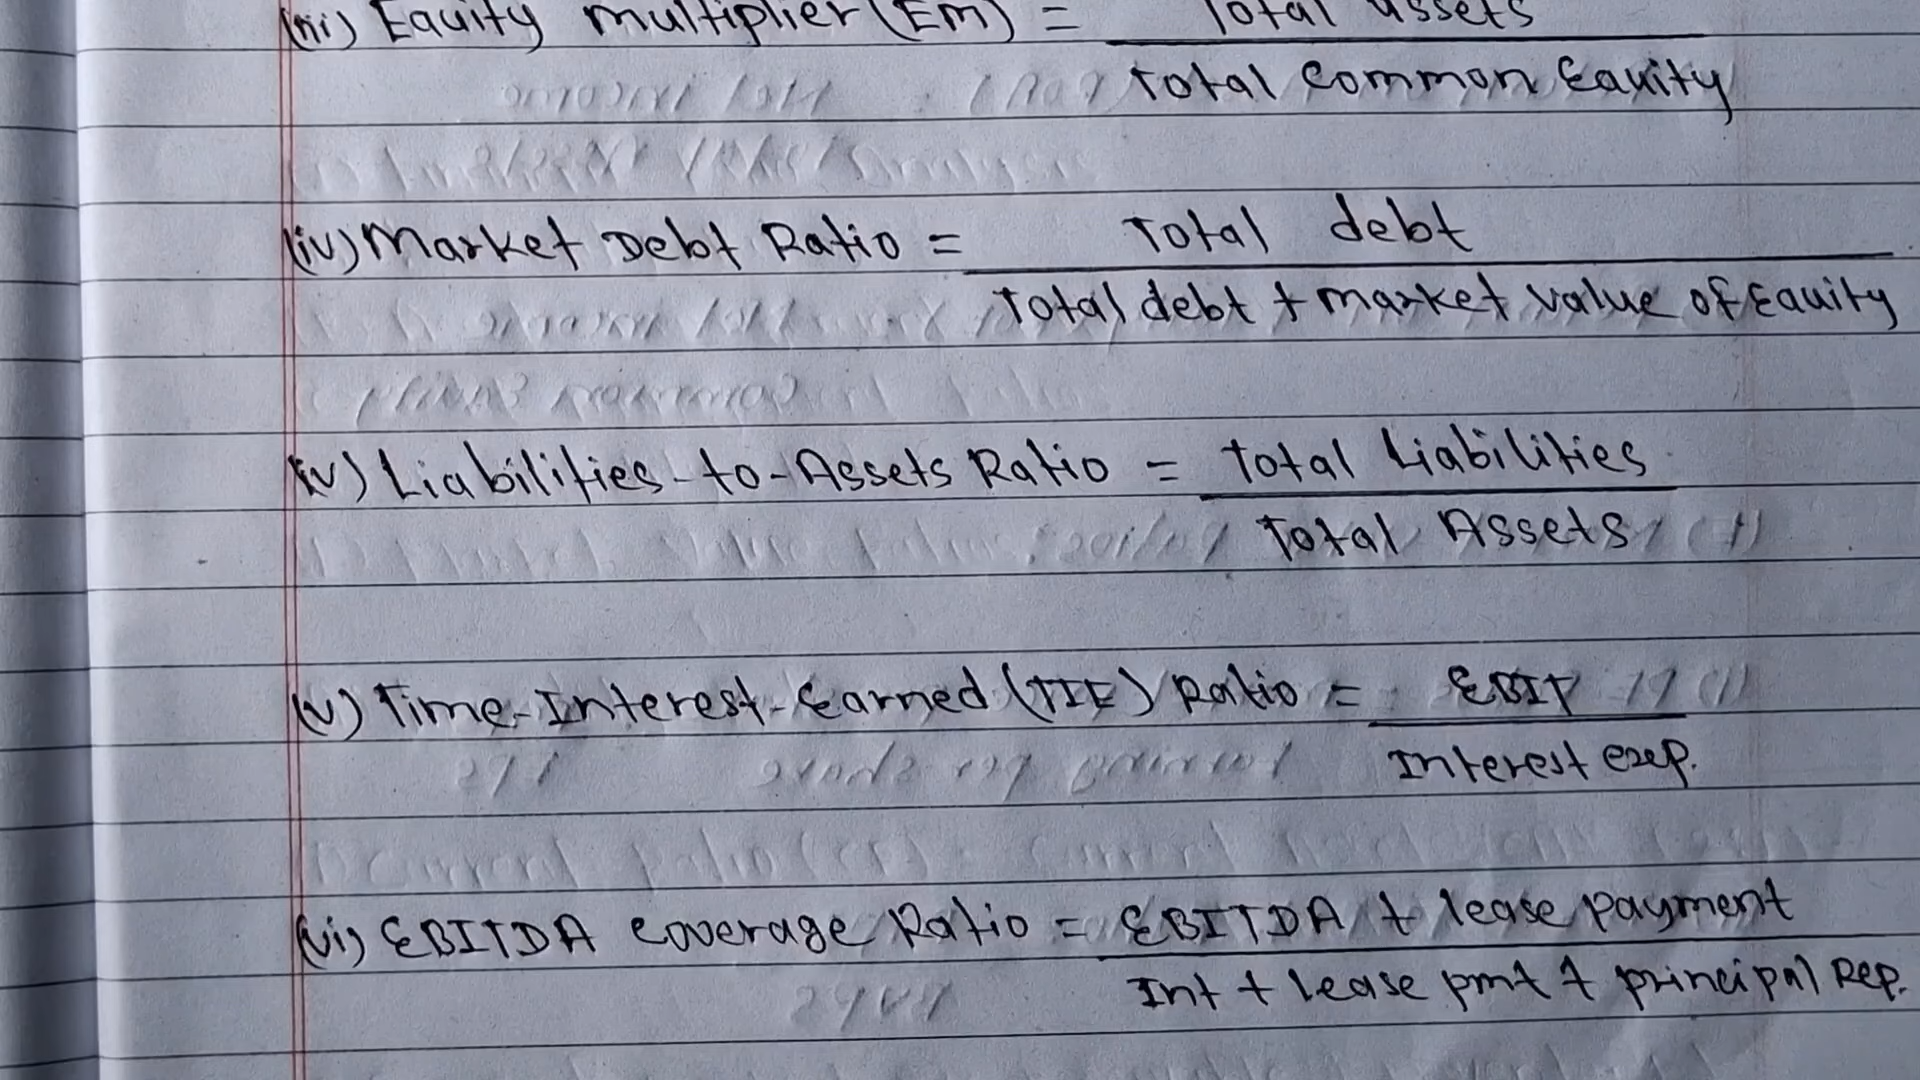 (iii) Equity multiplier (EM) = Total assets
Total Common Equity
(iv) Market Debt Ratio = Total debt
Total debt + market value of Equity
(iv) Liabilities-to-Assets Ratio = Total Liabilities
Total Assets
(v) Time-Interest-Earned (TIE) Ratio = EBIT
Interest exp.
(vi) EBITDA coverage Ratio = EBITDA + lease payment
Int + lease pmt + principal Rep.